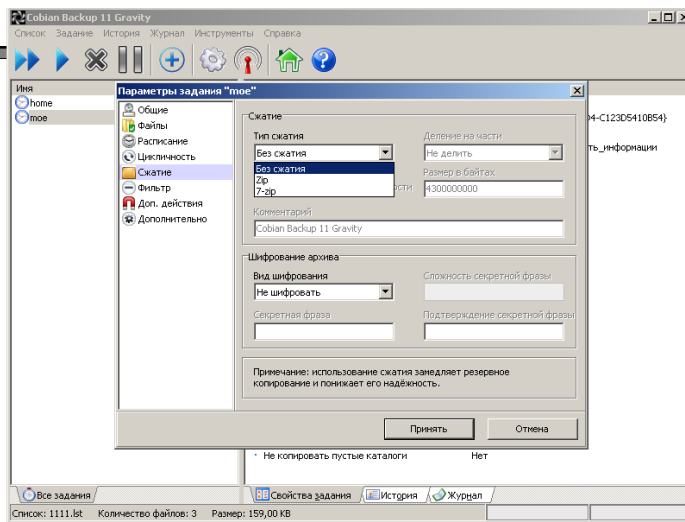 Cobian Backup 11 Gravity
Список Задание История Журнал Инструменты Справка
Имя
home
moe
Параметры задания "moe"
Общие
Файлы
Расписание
Цикличность
Сжатие
Фильтр
Доп. действия
Дополнительно
Сжатие
Тип сжатия
Без сжатия
Без сжатия
Zip
7-zip
Деление на части
Не делить
Размер в байтах
4300000000
Комментарий
Cobian Backup 11 Gravity
Шифрование архива
Вид шифрования
Не шифровать
Сложность секретной фразы
Секретная фраза
Подтверждение секретной фразы
Примечание: использование сжатия замедляет резервное
копирование и понижает его надёжность.
Принять Отмена
4-C123D5410B54}
ть_информации
Не копировать пустые каталоги Нет
Все задания
Свойства задания История Журнал
Список: 1111.lst Количество файлов: 3 Размер: 159,00 KB